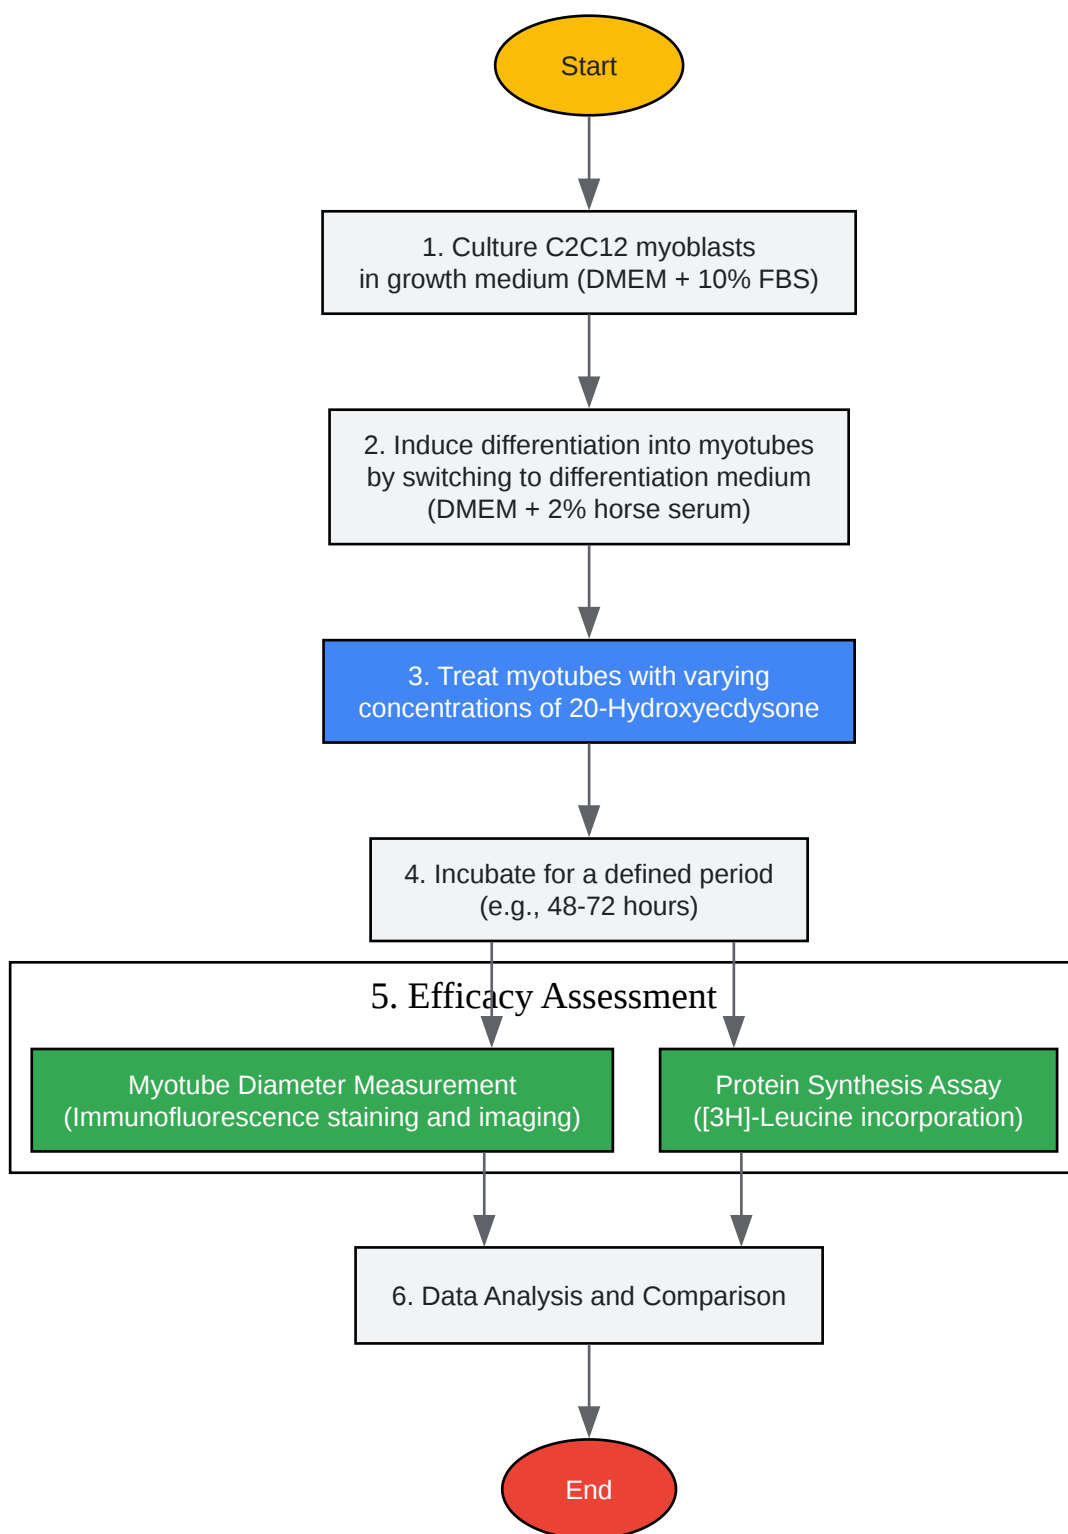 Start
1. Culture C2C12 myoblasts
in growth medium (DMEM + 10% FBS)
2. Induce differentiation into myotubes
by switching to differentiation medium
(DMEM + 2% horse serum)
3. Treat myotubes with varying
concentrations of 20-Hydroxyecdysone
4. Incubate for a defined period
(e.g., 48-72 hours)
5. Efficacy Assessment
Myotube Diameter Measurement
(Immunofluorescence staining and imaging)
Protein Synthesis Assay
([3H]-Leucine incorporation)
6. Data Analysis and Comparison
End